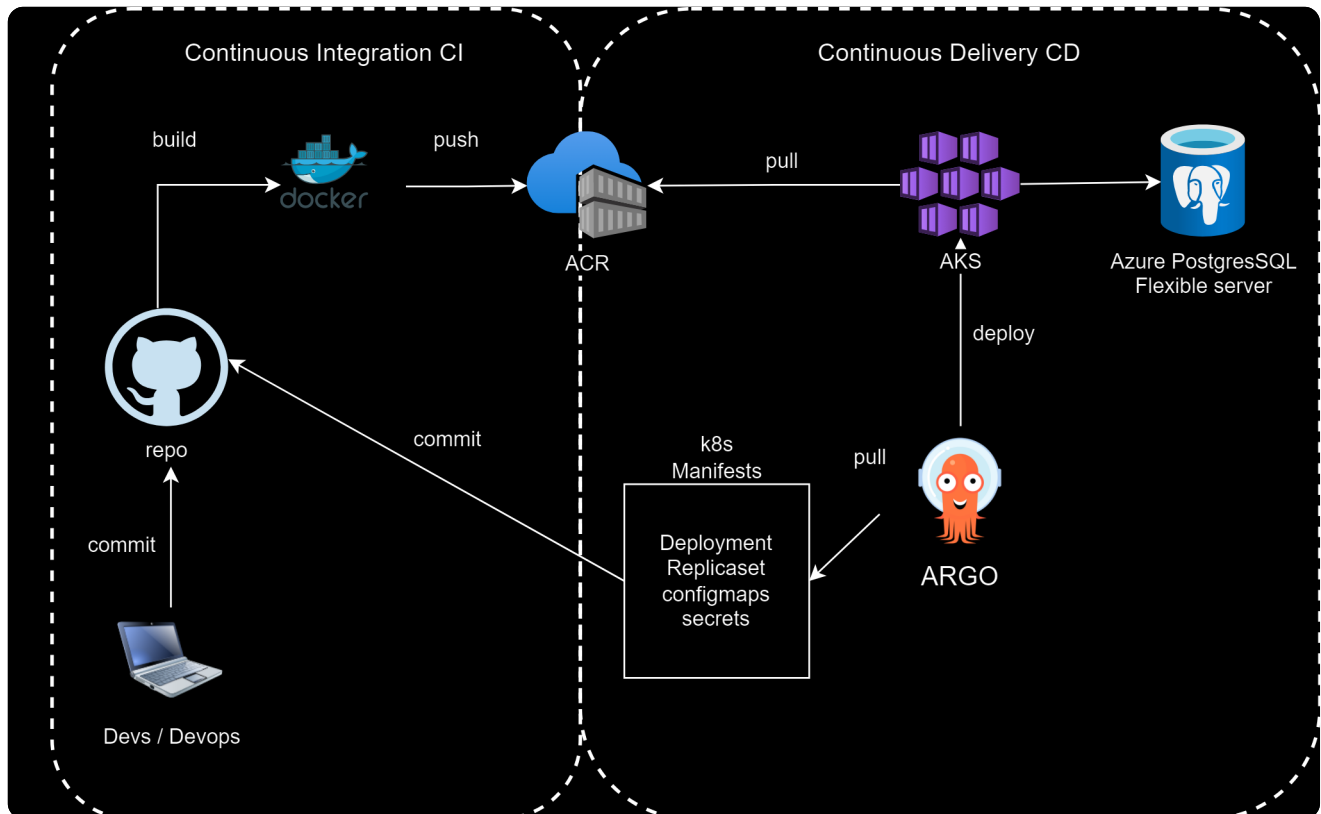 Continuous Integration CI
Continuous Delivery CD
build
docker
push
ACR
pull
AKS
Azure PostgresSQL
Flexible server
deploy
repo
commit
k8s
Manifests
pull
Deployment
Replicaset
configmaps
secrets
ARGO
commit
Devs / Devops